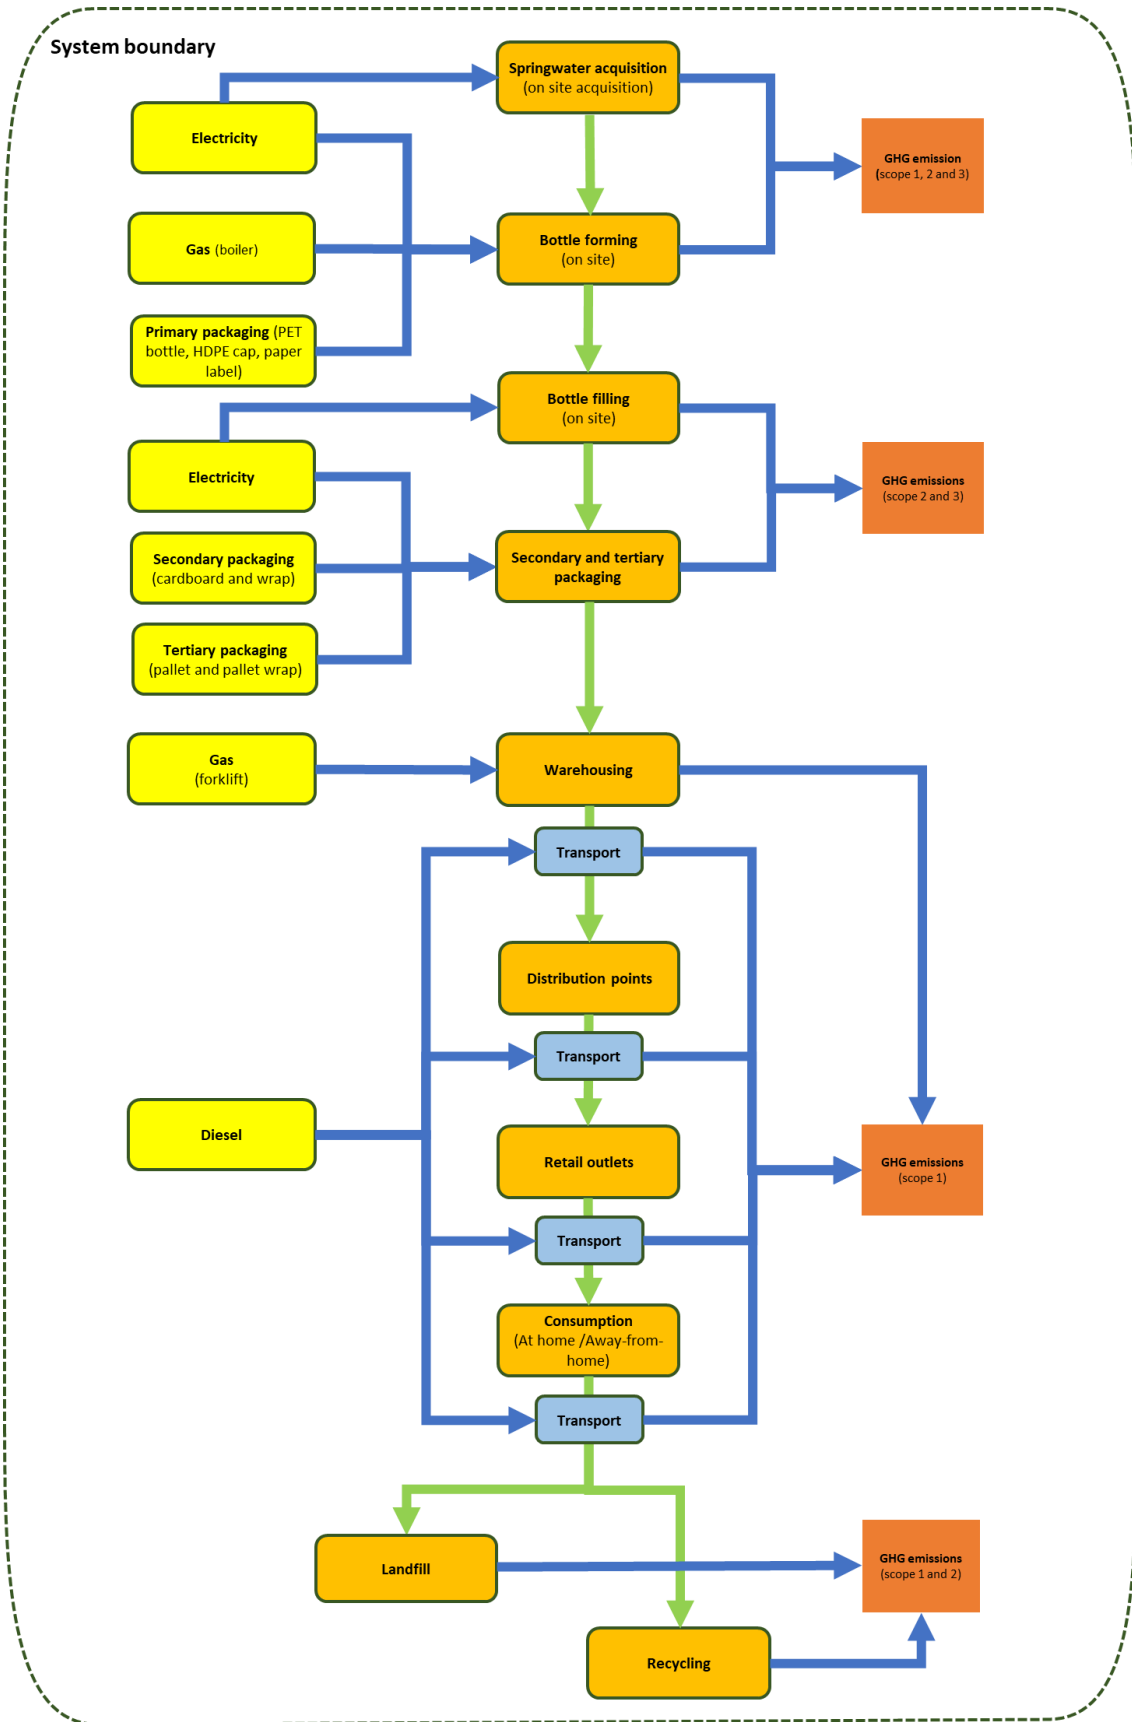 System boundary
Springwater acquisition
(on site acquisition)
Electricity
GHG emission
(scope 1, 2 and 3)
Gas (boiler)
Bottle forming
(on site)
Primary packaging (PET
bottle, HDPE cap, paper
label)
Bottle filling
(on site)
Electricity
GHG emissions
(scope 2 and 3)
Secondary packaging
(cardboard and wrap)
Secondary and tertiary
packaging
Tertiary packaging
(pallet and pallet wrap)
Gas
(forklift)
Warehousing
Transport
Distribution points
Transport
Diesel
Retail outlets
GHG emissions
(scope 1)
Transport
Consumption
(At home /Away-from-
home)
Transport
Landfill
GHG emissions
(scope 1 and 2)
Recycling